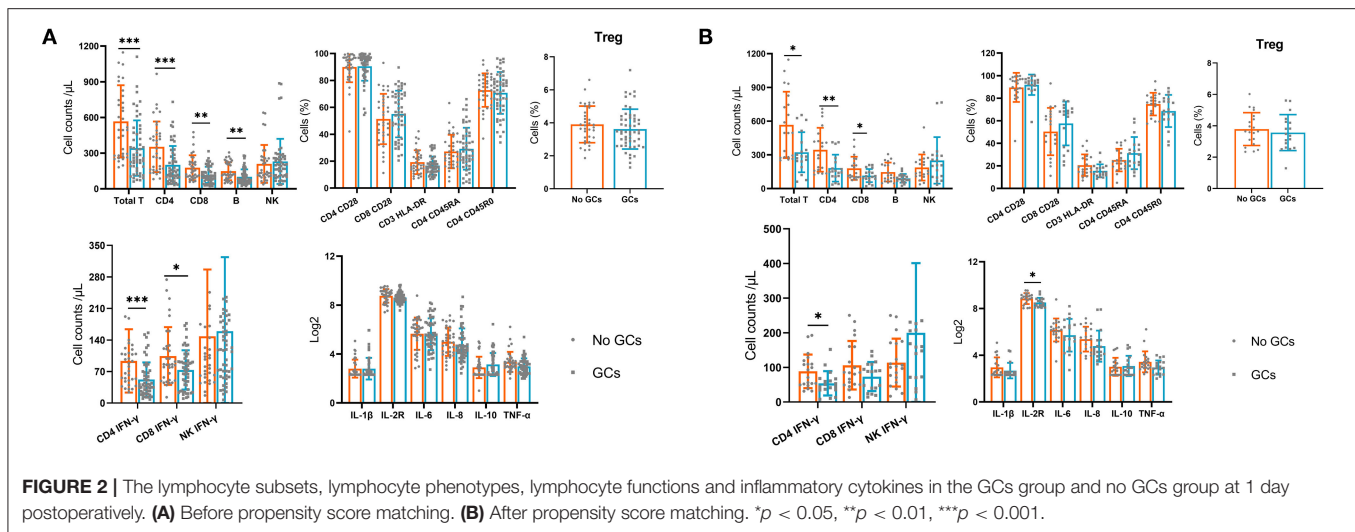 A
Cell counts /μL
1200
900
600
300
0
***
***
**
**
Total T CD4 CD8 B NK
Cells (%)
100
80
60
40
20
0
CD4 CD28
CD8 CD28
CD3 HLA-DR
CD4 CD45RA
CD4 CD45R0
Treg
Cells (%)
8
6
4
2
0
No GCs GCs
Cell counts /μL
350
280
210
140
70
0
***
*
CD4 IFN-γ
CD8 IFN-γ
NK IFN-γ
Log2
12
8
4
0
IL-1β IL-2R IL-6 IL-8 IL-10 TNF-α
No GCs
GCs
B
Cell counts /μL
1200
900
600
300
0
*
**
*
Total T CD4 CD8 B NK
Cells (%)
120
100
80
60
40
20
0
CD4 CD28
CD8 CD28
CD3 HLA-DR
CD4 CD45RA
CD4 CD45R0
Treg
Cells (%)
8
6
4
2
0
No GCs GCs
Cell counts /μL
500
400
300
200
100
0
*
CD4 IFN-γ
CD8 IFN-γ
NK IFN-γ
Log2
12
8
4
0
*
IL-1β IL-2R IL-6 IL-8 IL-10 TNF-α
No GCs
GCs
FIGURE 2 | The lymphocyte subsets, lymphocyte phenotypes, lymphocyte functions and inflammatory cytokines in the GCs group and no GCs group at 1 day
postoperatively. (A) Before propensity score matching. (B) After propensity score matching. *p < 0.05, **p < 0.01, ***p < 0.001.